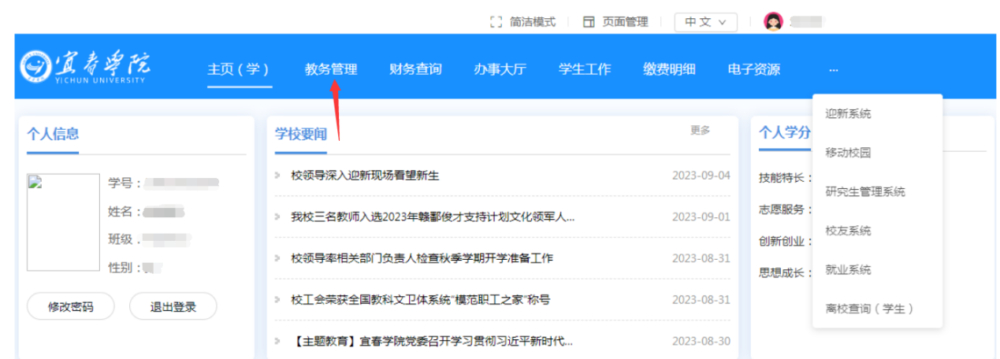 简洁模式 页面管理 中文
宜春学院
YICHUN UNIVERSITY
主页（学） 教务管理 财务查询 办事大厅 学生工作 缴费明细 电子资源 ...
迎新系统
移动校园
研究生管理系统
校友系统
就业系统
离校查询（学生）
个人信息
学号：
姓名：
班级
性别：
修改密码 退出登录
学校要闻 更多
校领导深入迎新现场看望新生 2023-09-04
我校三名教师入选2023年赣鄱俊才支持计划文化领军人... 2023-09-01
校领导率相关部门负责人检查秋季学期开学准备工作 2023-08-31
校工会荣获全国教科文卫体系统“模范职工之家”称号 2023-08-31
【主题教育】宜春学院党委召开学习贯彻习近平新时代... 2023-08-30
个人学分
技能特长：
志愿服务：
创新创业：
思想成长：